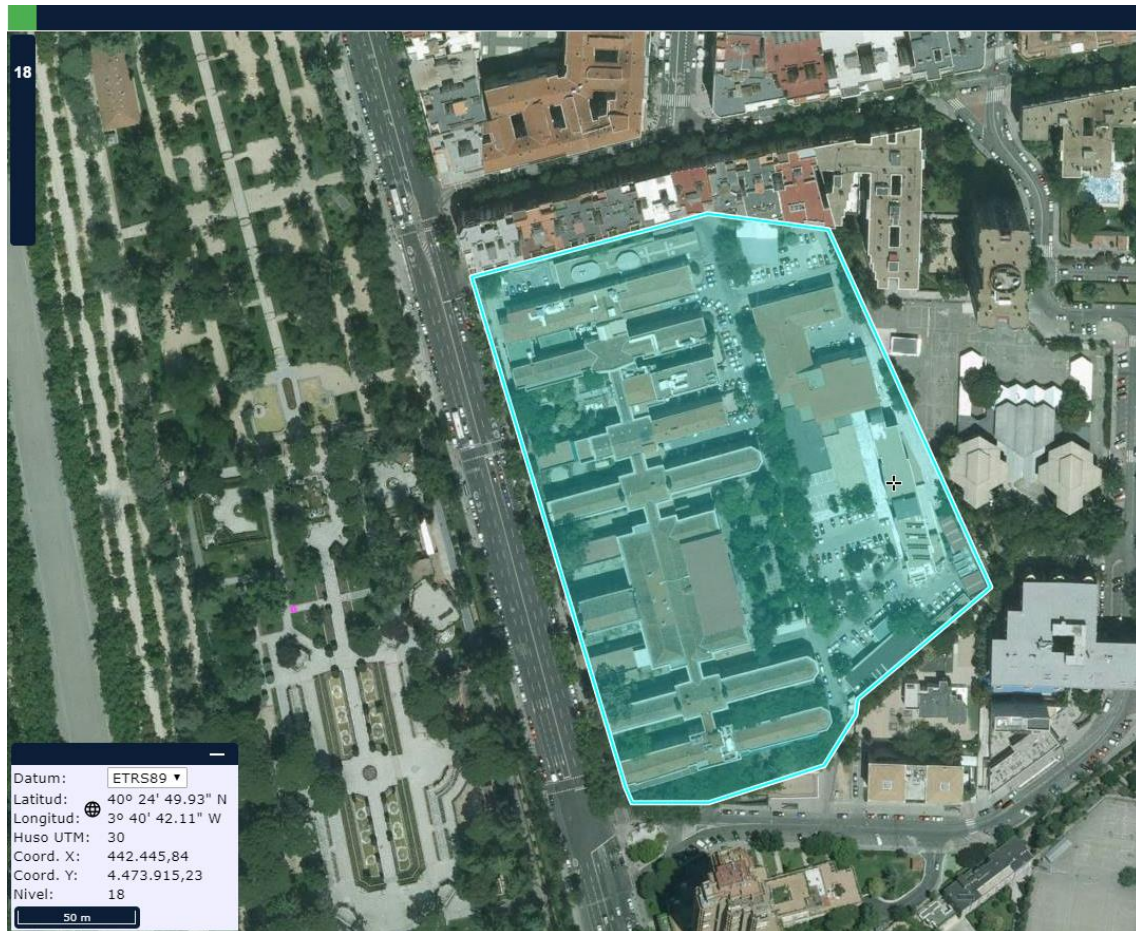 18
Datum: ETRS89 ▼
Latitud: 40º 24' 49.93" N
Longitud: 3º 40' 42.11" W
Huso UTM: 30
Coord. X: 442.445,84
Coord. Y: 4.473.915,23
Nivel: 18
50 m